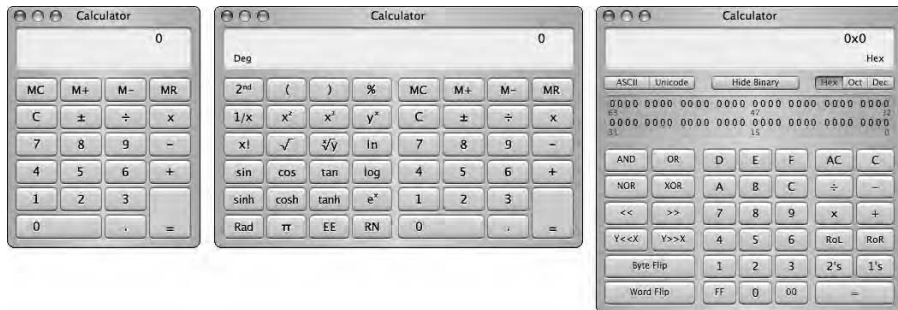 Calculator
0
MC M+ M- MR
C ± ÷ x
7 8 9 -
4 5 6 +
1 2 3
0 . =
Calculator
0
Deg
2nd ( ) % MC M+ M- MR
1/x x² x³ yˣ C ± ÷ x
x! √ ˣ√y ln 7 8 9 -
sin cos tan log 4 5 6 +
sinh cosh tanh eˣ 1 2 3
Rad π EE RN 0 . =
Calculator
0x0
Hex
ASCII Unicode Hide Binary Hex Oct Dec
0000 0000 0000 0000 0000 0000 0000 0000
63 47 32
0000 0000 0000 0000 0000 0000 0000 0000
31 15 0
AND OR D E F AC C
NOR XOR A B C ÷ -
<< >> 7 8 9 x +
Y<<X Y>>X 4 5 6 RoL RoR
Byte Flip 1 2 3 2's 1's
Word Flip FF 0 00 =